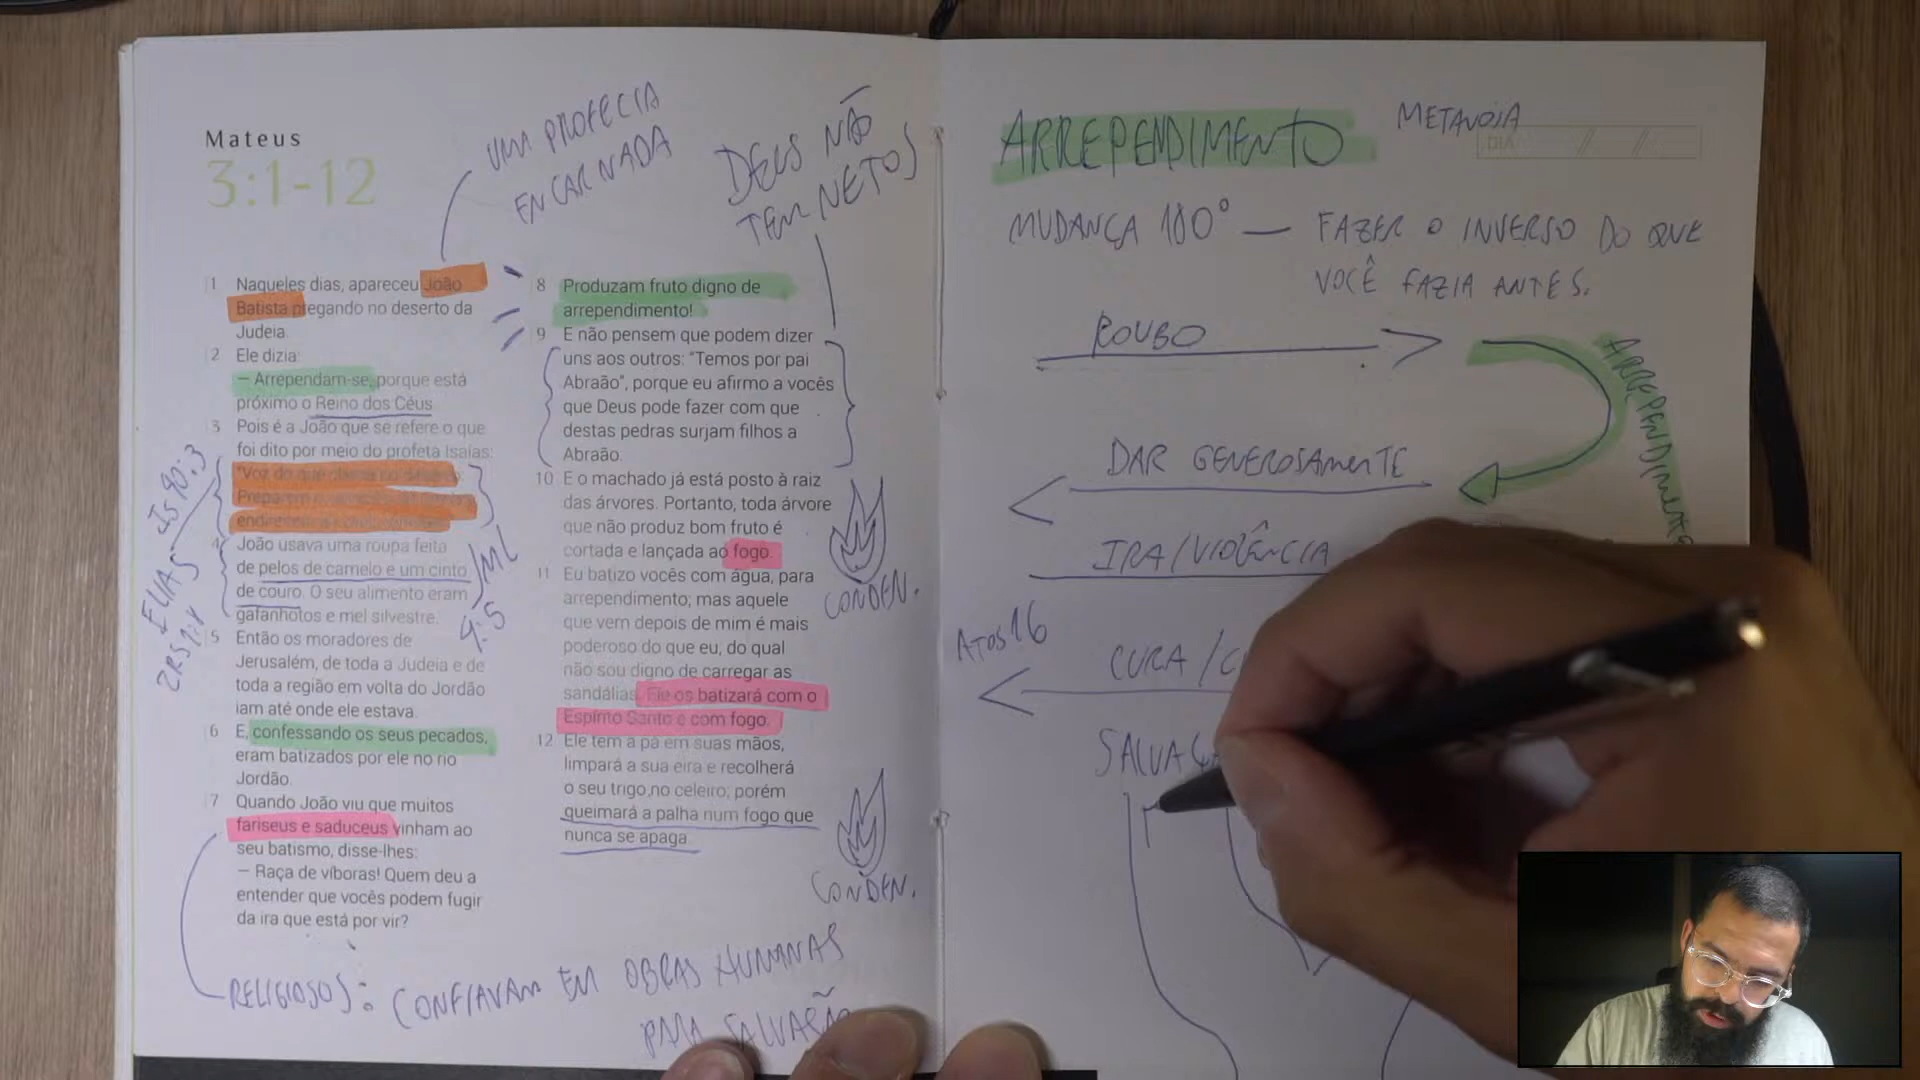 Mateus
3:1-12
UMA PROFECIA
ENCARNADA
DEUS NÃO
TEM NETOS
1 Naqueles dias, apareceu João
Batista pregando no deserto da
Judeia.
2 Ele dizia:
— Arrependam-se, porque está
próximo o Reino dos Céus.
3 Pois é a João que se refere o que
foi dito por meio do profeta Isaías:
"Voz do que clama no deserto:
4 João usava uma roupa feita
de pelos de camelo e um cinto
de couro. O seu alimento eram
gafanhotos e mel silvestre.
5 Então os moradores de
Jerusalém, de toda a Judeia e de
toda a região em volta do Jordão
iam até onde ele estava.
6 E, confessando os seus pecados,
eram batizados por ele no rio
Jordão.
7 Quando João viu que muitos
fariseus e saduceus vinham ao
seu batismo, disse-lhes:
— Raça de víboras! Quem deu a
entender que vocês podem fugir
da ira que está por vir?
Is 40:3
ELIAS
2RS 1:8
ML
4:5
8 Produzam fruto digno de
arrependimento!
9 E não pensem que podem dizer
uns aos outros: "Temos por pai
Abraão", porque eu afirmo a vocês
que Deus pode fazer com que
destas pedras surjam filhos a
Abraão.
10 E o machado já está posto à raiz
das árvores. Portanto, toda árvore
que não produz bom fruto é
cortada e lançada ao fogo.
11 Eu batizo vocês com água, para
arrependimento; mas aquele
que vem depois de mim é mais
poderoso do que eu, do qual
não sou digno de carregar as
sandálias. Ele os batizará com o
Espírito Santo e com fogo.
12 Ele tem a pá em suas mãos,
limpará a sua eira e recolherá
o seu trigo no celeiro; porém
queimará a palha num fogo que
nunca se apaga.
CONDEN.
CONDEN.
RELIGIOSOS: CONFIAVAM EM OBRAS HUMANAS
PARA SALVAÇÃO
ARREPENDIMENTO
METANOIA
DIA // //
MUDANÇA 180° — FAZER O INVERSO DO QUE
VOCÊ FAZIA ANTES.
ROUBO
ARREPENDIMENTO
DAR GENEROSAMENTE
IRA/VIOLÊNCIA
ATOS 16
CURA /